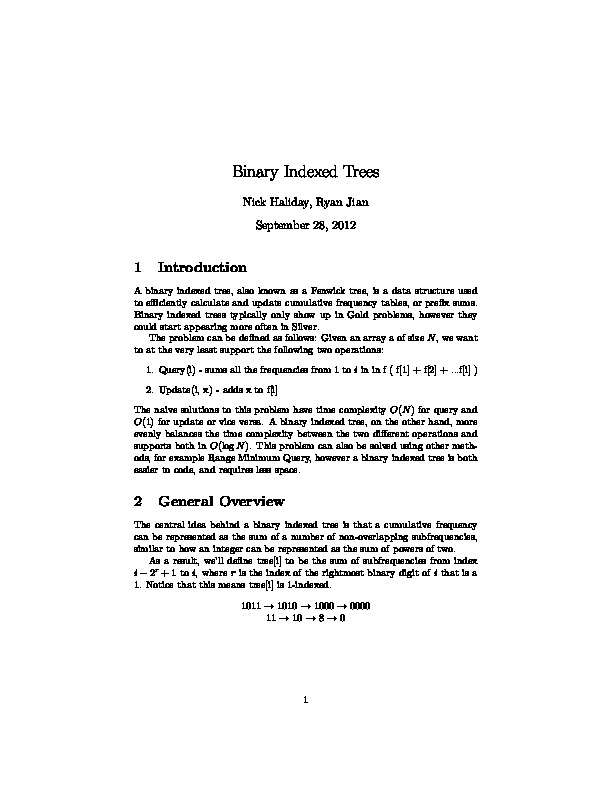 Binary Indexed Trees
Nick Haliday, Ryan Jian
September 28, 2012
1 Introduction
A binary indexed tree, also known as a Fenwick tree, is a data structure used
to efficiently calculate and update cumulative frequency tables, or prefix sums.
Binary indexed trees typically only show up in Gold problems, however they
could start appearing more often in Silver.
The problem can be defined as follows: Given an array a of size N, we want
to at the very least support the following two operations:
1. Query(i) - sums all the frequencies from 1 to i in in f ( f[1] + f[2] + ...f[i] )
2. Update(i, x) - adds x to f[i]
The naive solutions to this problem have time complexity O(N) for query and
O(1) for update or vice versa. A binary indexed tree, on the other hand, more
evenly balances the time complexity between the two different operations and
supports both in O(log N). This problem can also be solved using other meth-
ods, for example Range Minimum Query, however a binary indexed tree is both
easier to code, and requires less space.
2 General Overview
The central idea behind a binary indexed tree is that a cumulative frequency
can be represented as the sum of a number of non-overlapping subfrequencies,
similar to how an integer can be represented as the sum of powers of two.
As a result, we'll define tree[i] to be the sum of subfrequencies from index
i − 2^r + 1 to i, where r is the index of the rightmost binary digit of i that is a
1. Notice that this means tree[i] is 1-indexed.
1011 → 1010 → 1000 → 0000
11 → 10 → 8 → 0
1